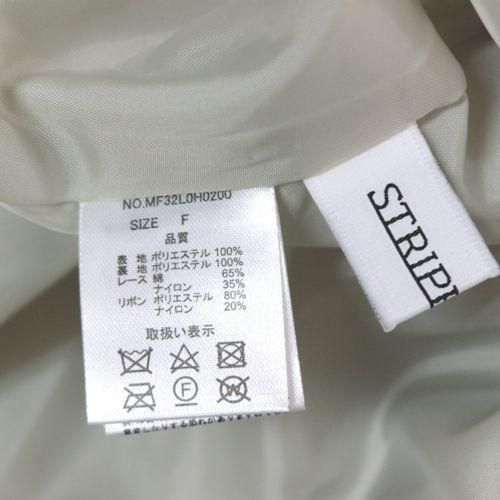 NO.MF32L0H0200
SIZE F
品質
表 地 ポリエステル 100%
裏 地 ポリエステル 100%
レース 綿 65%
ナイロン 35%
リボン ポリエステル 80%
ナイロン 20%
取扱い表示
F
W
STRIP